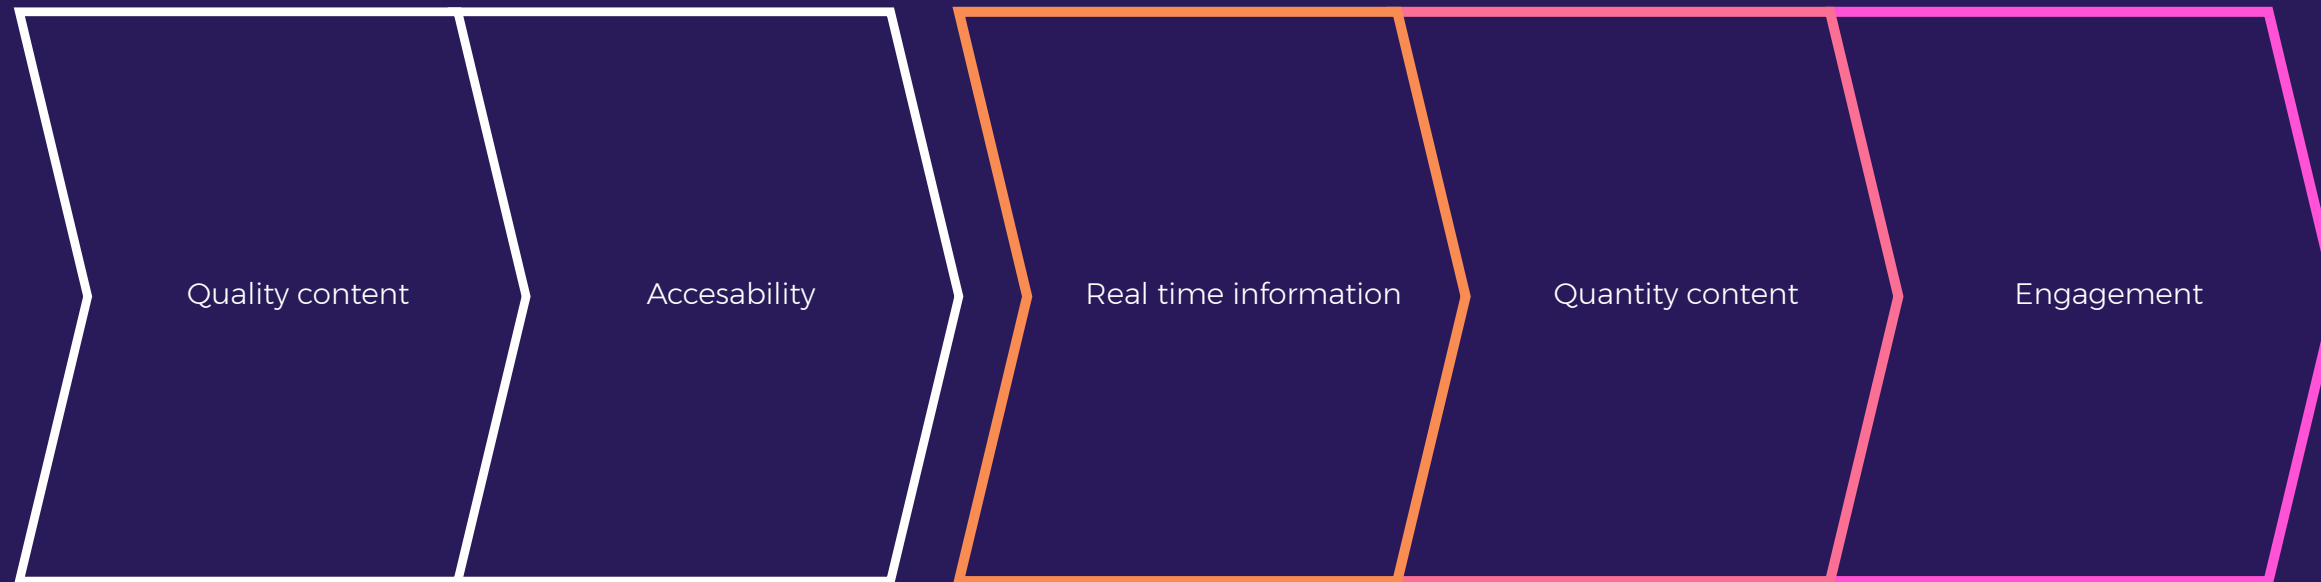 Quality content
Accesability
Real time information
Quantity content
Engagement